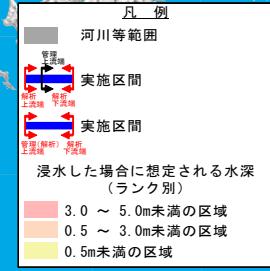 凡 例
河川等範囲
管理
上流端
実施区間
解析
上流端
解析
下流端
実施区間
管理(解析)
上流端
解析
下流端
浸水した場合に想定される水深
(ランク別)
3.0 ～ 5.0m未満の区域
0.5 ～ 3.0m未満の区域
0.5m未満の区域